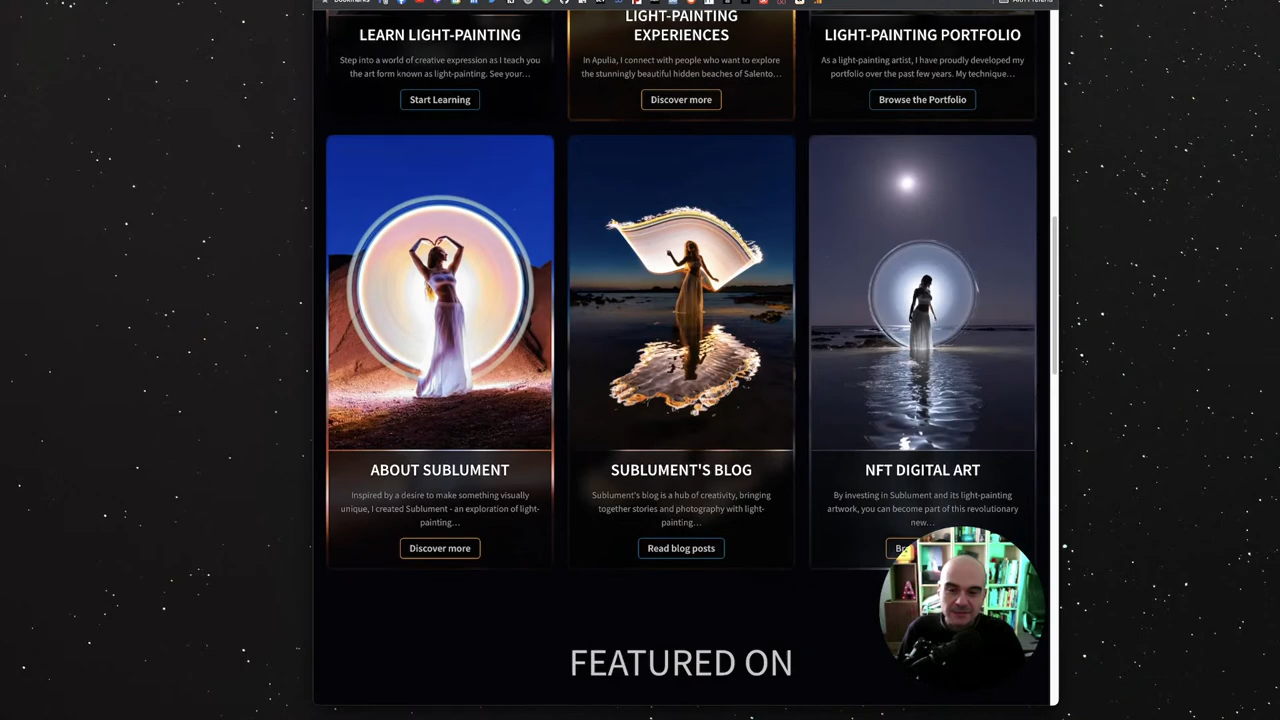 Bookmarks
LEARN LIGHT-PAINTING
Step into a world of creative expression as I teach you
the art form known as light-painting. See your...
Start Learning
LIGHT-PAINTING
EXPERIENCES
In Apulia, I connect with people who want to explore
the stunningly beautiful hidden beaches of Salento...
Discover more
LIGHT-PAINTING PORTFOLIO
As a light-painting artist, I have proudly developed my
portfolio over the past few years. My technique...
Browse the Portfolio
ABOUT SUBLUMENT
Inspired by a desire to make something visually
unique, I created Sublument - an exploration of light-
painting...
Discover more
SUBLUMENT'S BLOG
Sublument's blog is a hub of creativity, bringing
together stories and photography with light-
painting...
Read blog posts
NFT DIGITAL ART
By investing in Sublument and its light-painting
artwork, you can become part of this revolutionary
new...
FEATURED ON